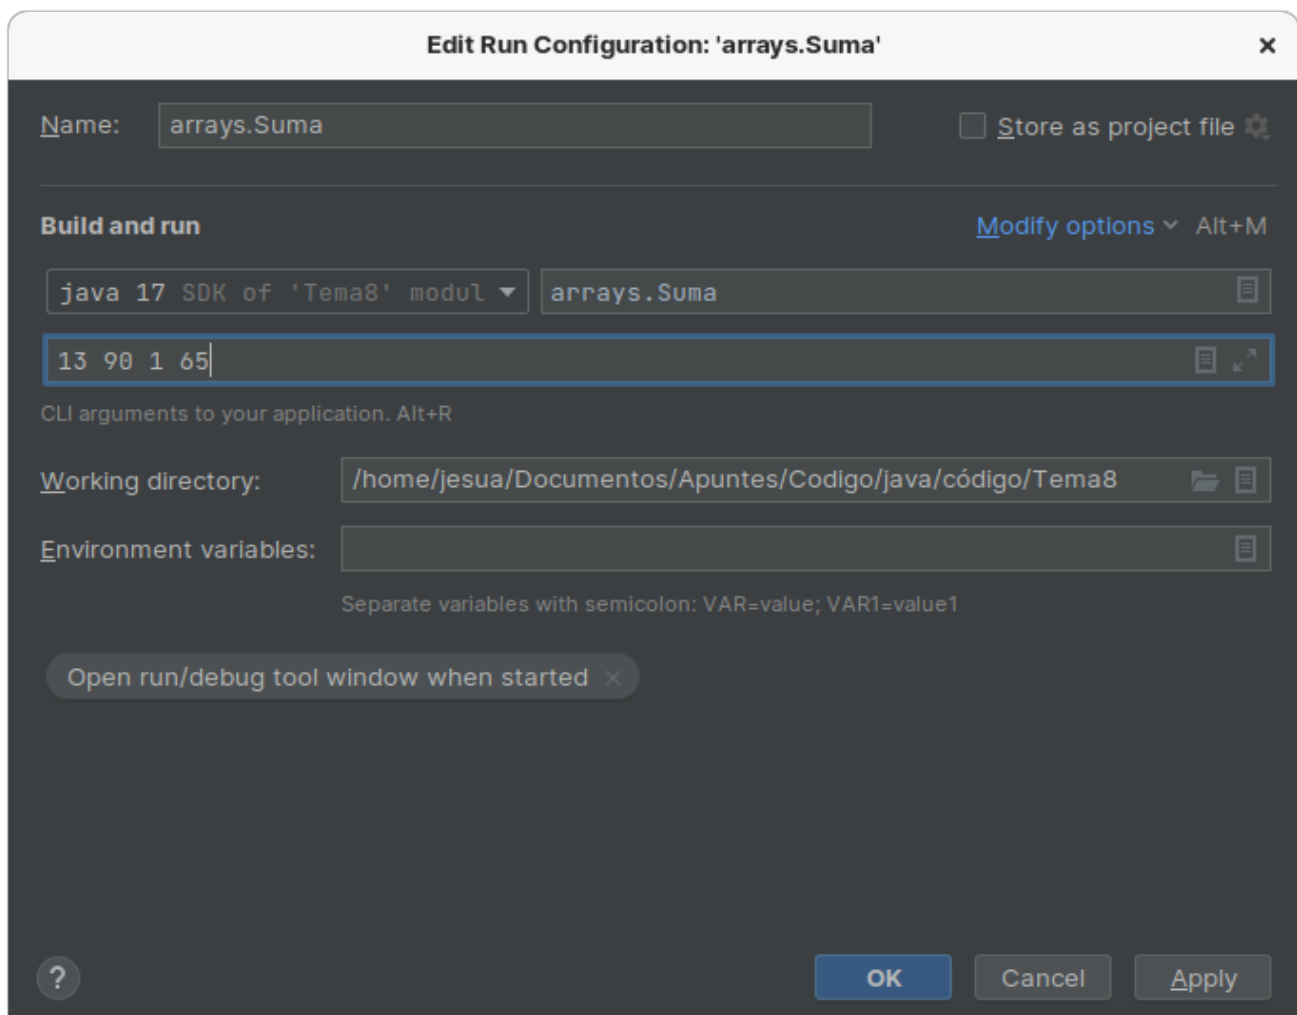 Edit Run Configuration: 'arrays.Suma'
Name: arrays.Suma Store as project file
Build and run Modify options Alt+M
java 17 SDK of 'Tema8' modul arrays.Suma
13 90 1 65
CLI arguments to your application. Alt+R
Working directory: /home/jesua/Documentos/Apuntes/Codigo/java/código/Tema8
Environment variables:
Separate variables with semicolon: VAR=value; VAR1=value1
Open run/debug tool window when started
? OK Cancel Apply